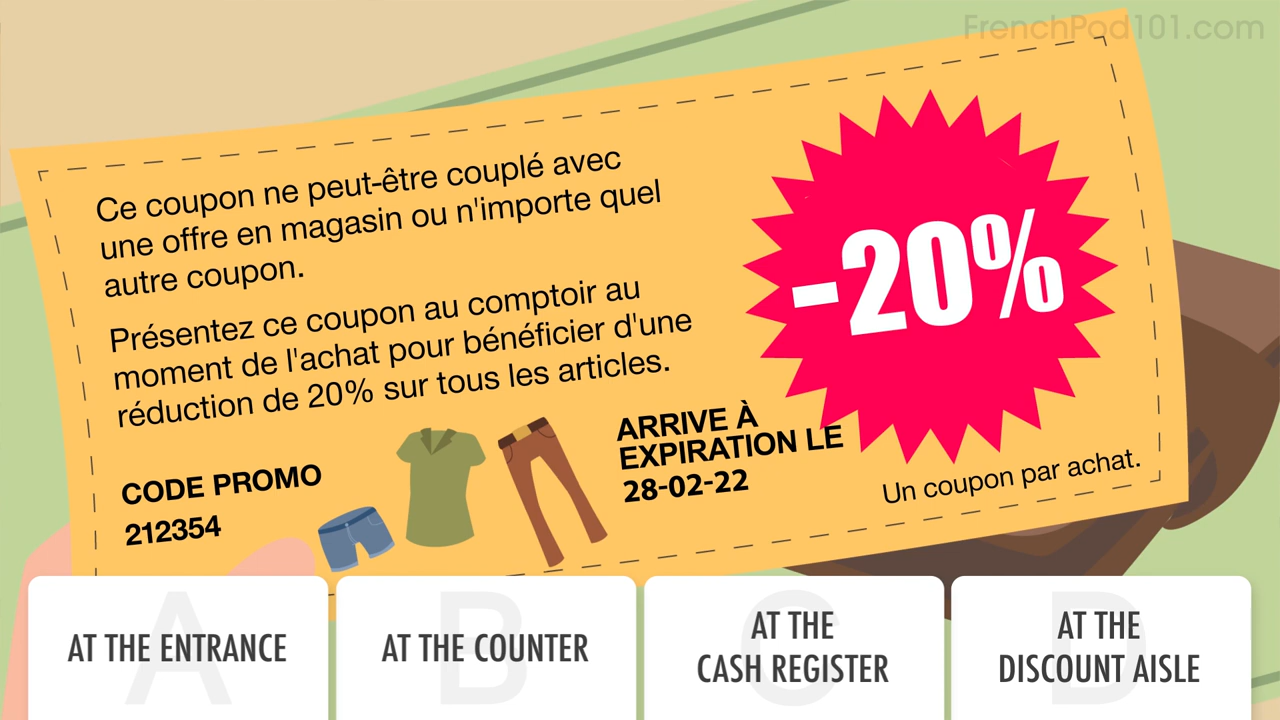 FrenchPod101.com
Ce coupon ne peut-être couplé avec
une offre en magasin ou n'importe quel
autre coupon.
Présentez ce coupon au comptoir au
moment de l'achat pour bénéficier d'une
réduction de 20% sur tous les articles.
-20%
CODE PROMO
212354
ARRIVE À
EXPIRATION LE
28-02-22
Un coupon par achat.
A
AT THE ENTRANCE
B
AT THE COUNTER
C
AT THE
CASH REGISTER
D
AT THE
DISCOUNT AISLE